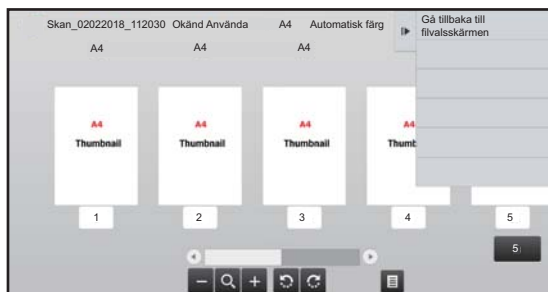 Skan_02022018_112030 Okänd Använda A4 Automatisk färg
Gå tillbaka till
filvalsskärmen
A4 A4 A4
A4 A4 A4 A4
Thumbnail Thumbnail Thumbnail Thumb
1 2 3 4 5
5